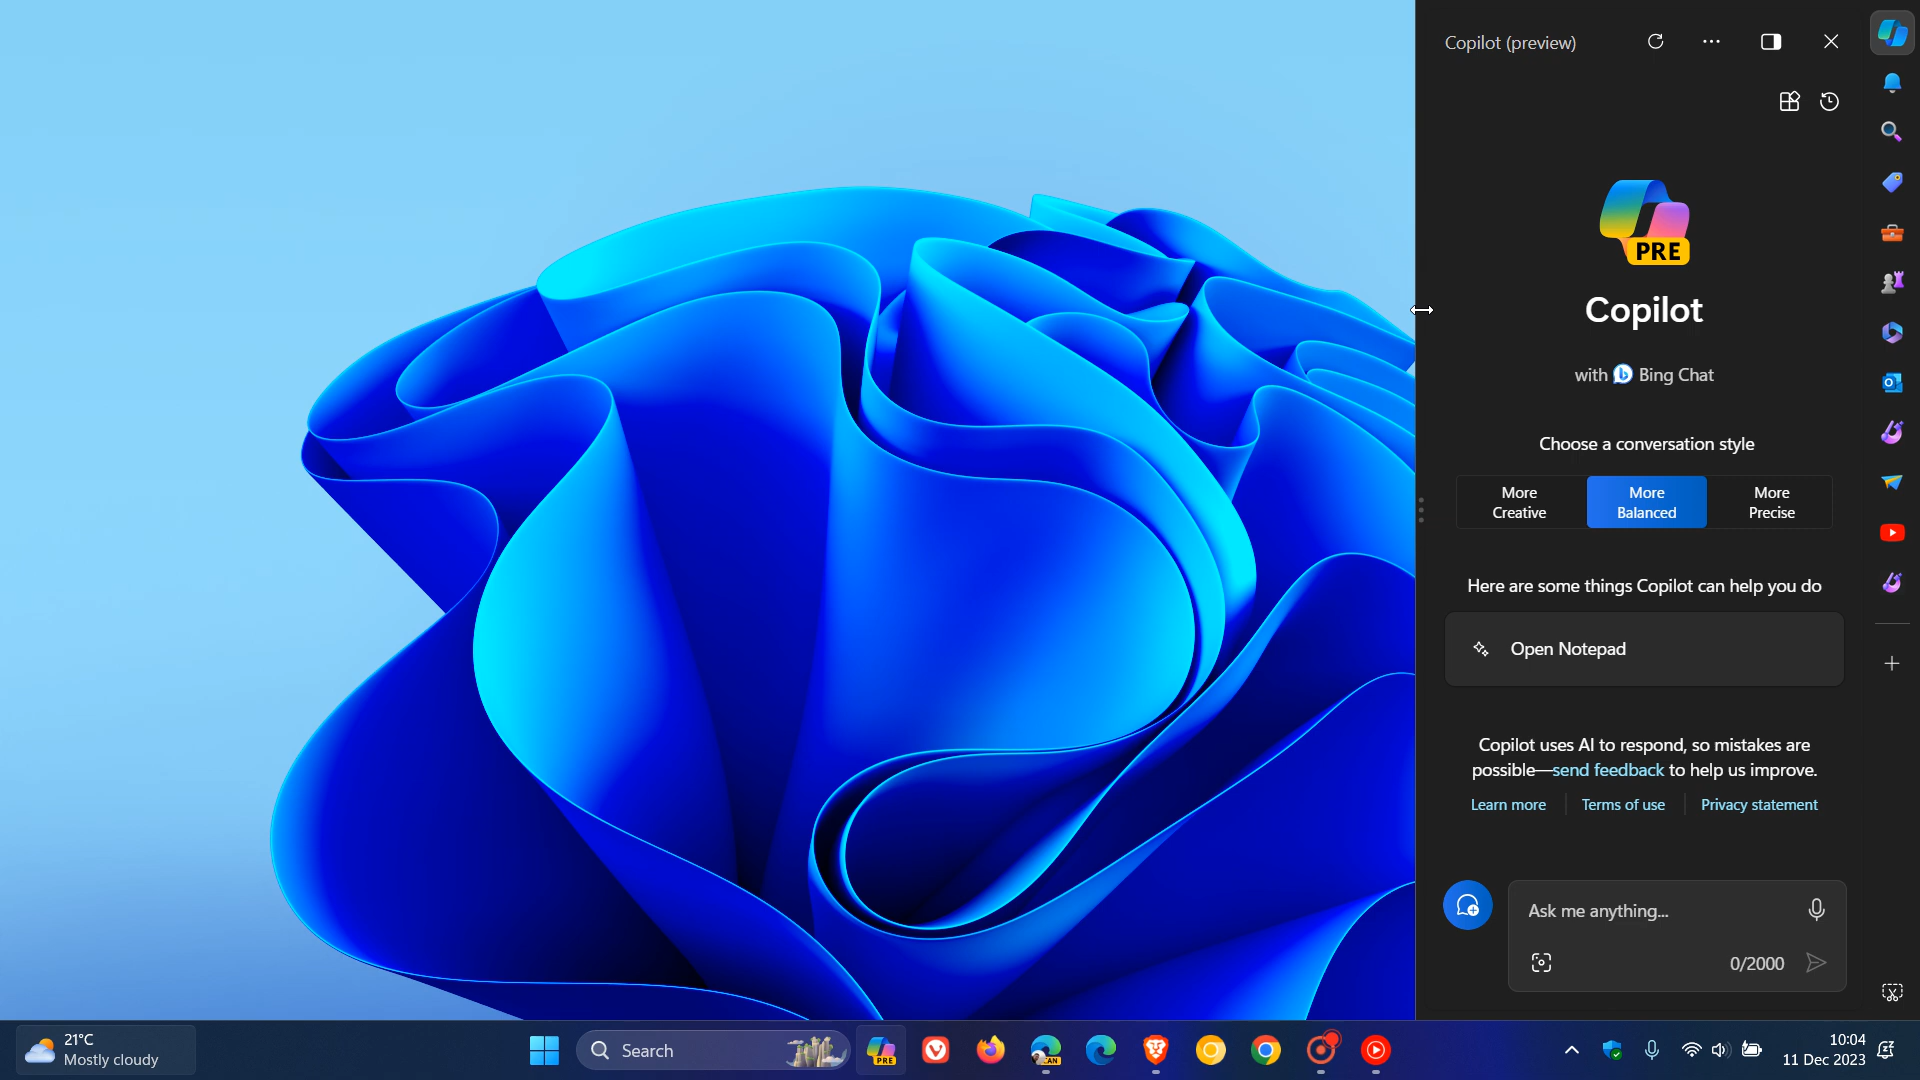 Copilot (preview)
PRE
Copilot
with Bing Chat
Choose a conversation style
More
Creative
More
Balanced
More
Precise
Here are some things Copilot can help you do
Open Notepad
Copilot uses AI to respond, so mistakes are
possible—send feedback to help us improve.
Learn more
Terms of use
Privacy statement
Ask me anything...
0/2000
21°C
Mostly cloudy
Search
PRE
CAN
10:04
11 Dec 2023